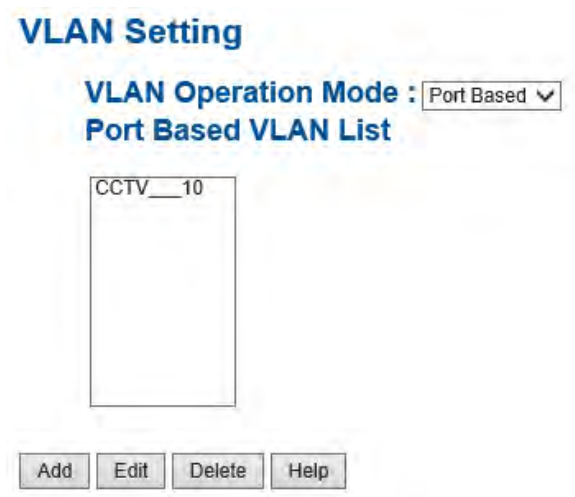 VLAN Setting
VLAN Operation Mode : Port Based
Port Based VLAN List
CCTV___10
Add Edit Delete Help